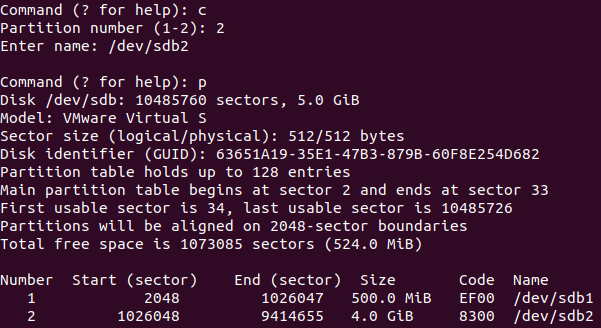 Command (? for help): c
Partition number (1-2): 2
Enter name: /dev/sdb2
Command (? for help): p
Disk /dev/sdb: 10485760 sectors, 5.0 GiB
Model: VMware Virtual S
Sector size (logical/physical): 512/512 bytes
Disk identifier (GUID): 63651A19-35E1-47B3-879B-60F8E254D682
Partition table holds up to 128 entries
Main partition table begins at sector 2 and ends at sector 33
First usable sector is 34, last usable sector is 10485726
Partitions will be aligned on 2048-sector boundaries
Total free space is 1073085 sectors (524.0 MiB)
Number  Start (sector)    End (sector)  Size       Code  Name
   1            2048         1026047   500.0 MiB   EF00  /dev/sdb1
   2         1026048         9414655   4.0 GiB     8300  /dev/sdb2